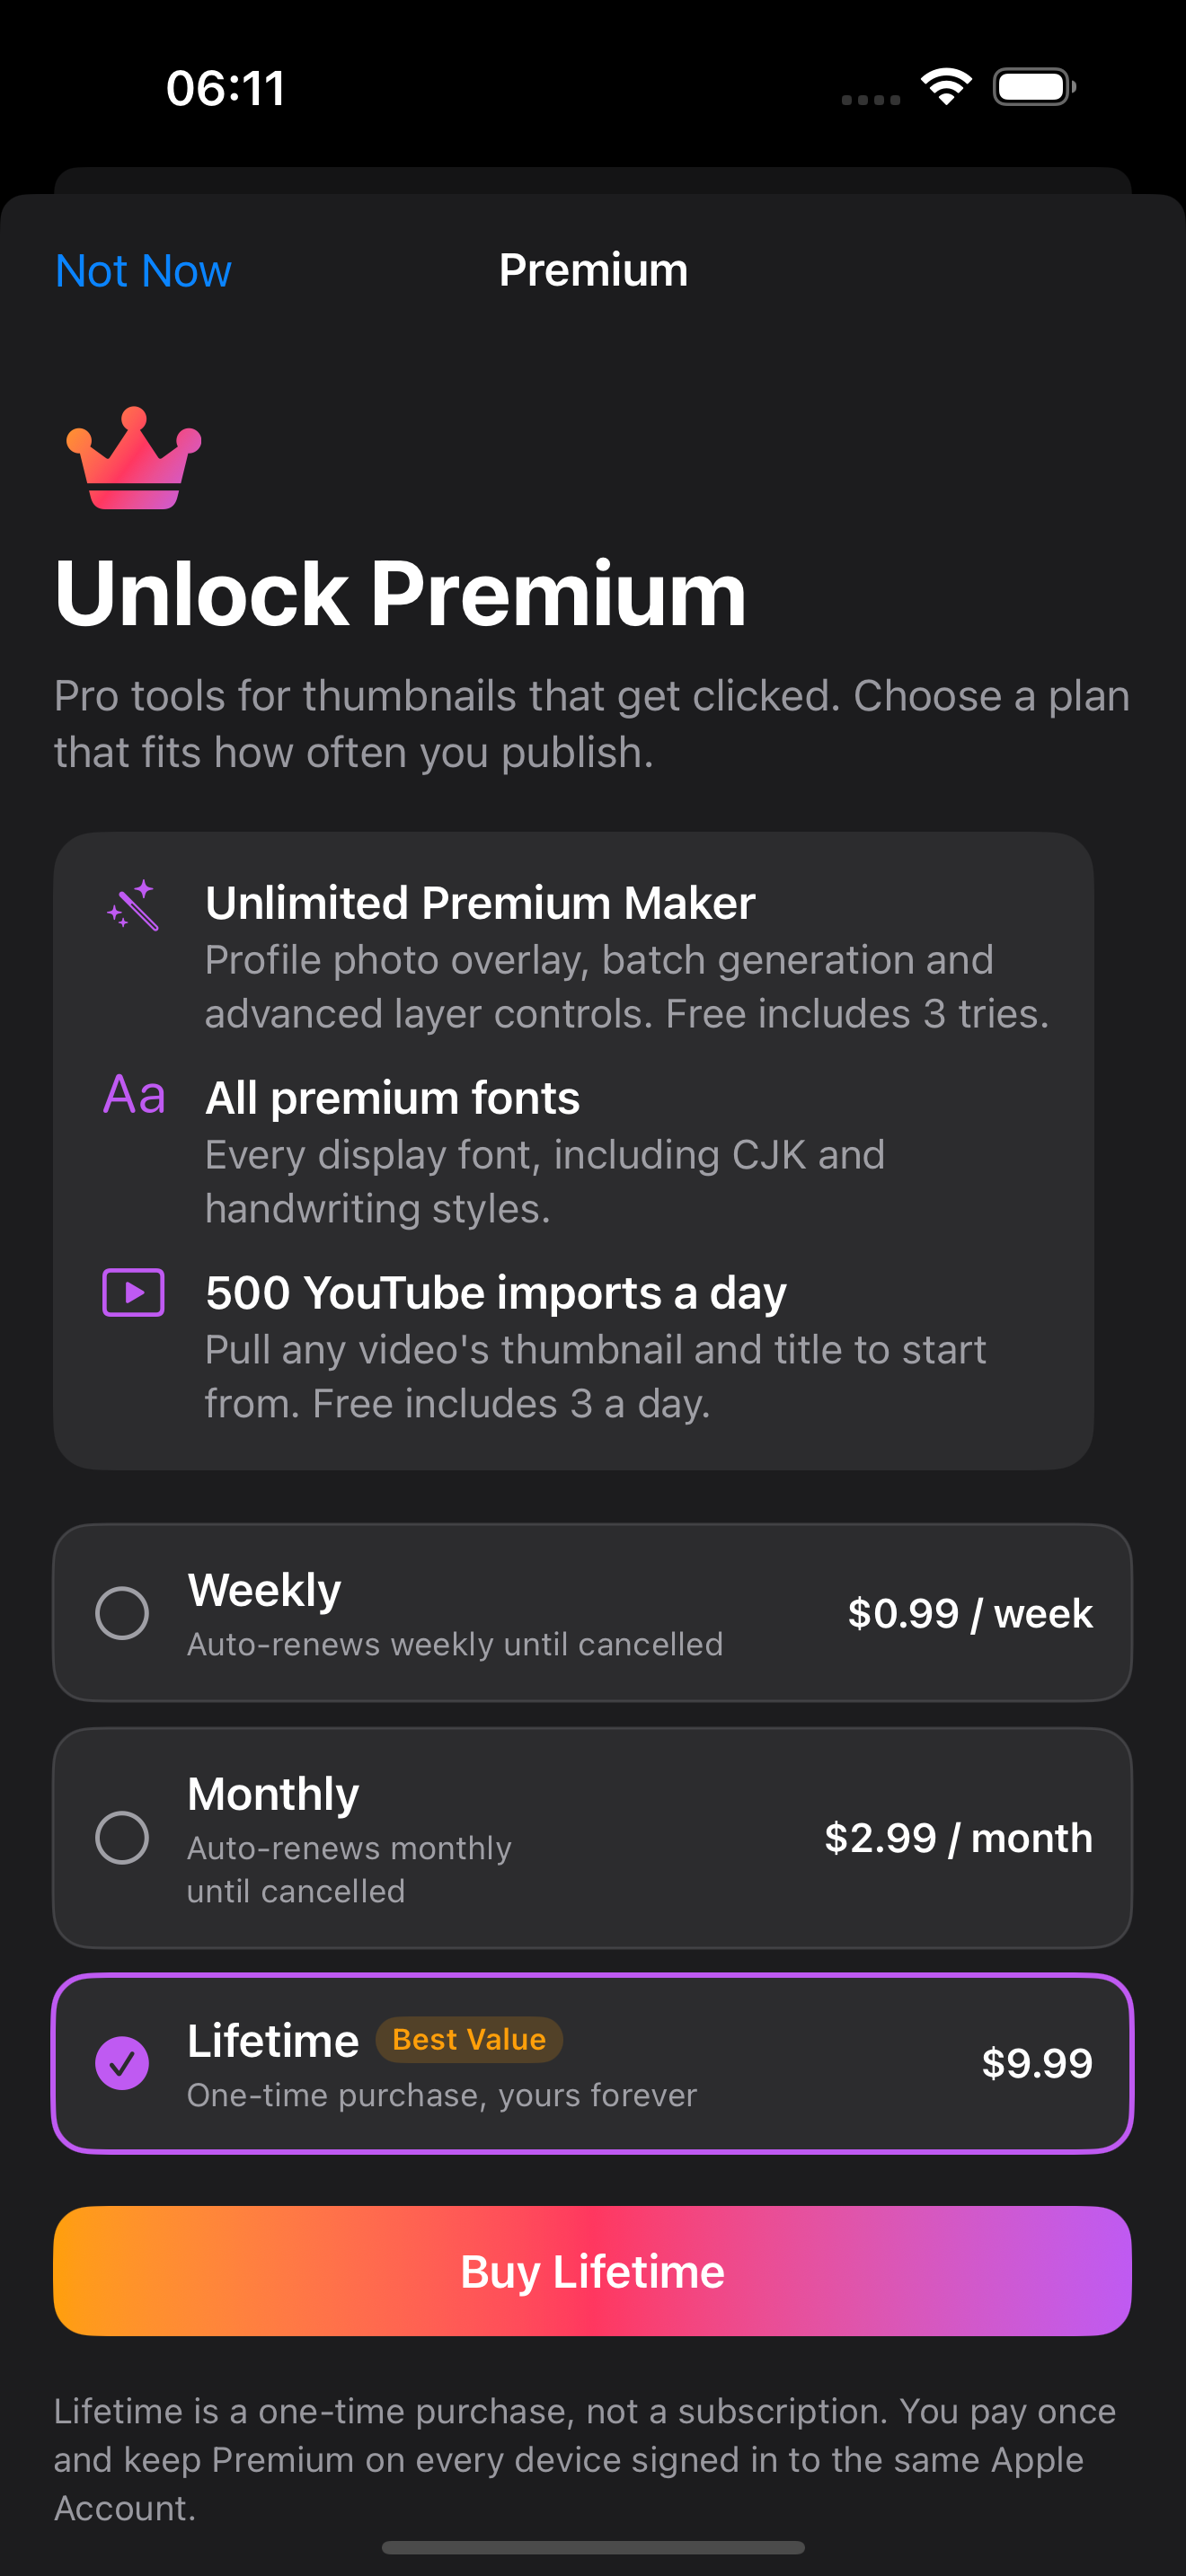 06:11
Not Now
Premium
Unlock Premium
Pro tools for thumbnails that get clicked. Choose a plan
that fits how often you publish.
Unlimited Premium Maker
Profile photo overlay, batch generation and
advanced layer controls. Free includes 3 tries.
Aa
All premium fonts
Every display font, including CJK and
handwriting styles.
500 YouTube imports a day
Pull any video's thumbnail and title to start
from. Free includes 3 a day.
Weekly
Auto-renews weekly until cancelled
$0.99 / week
Monthly
Auto-renews monthly
until cancelled
$2.99 / month
Lifetime Best Value
One-time purchase, yours forever
$9.99
Buy Lifetime
Lifetime is a one-time purchase, not a subscription. You pay once
and keep Premium on every device signed in to the same Apple
Account.